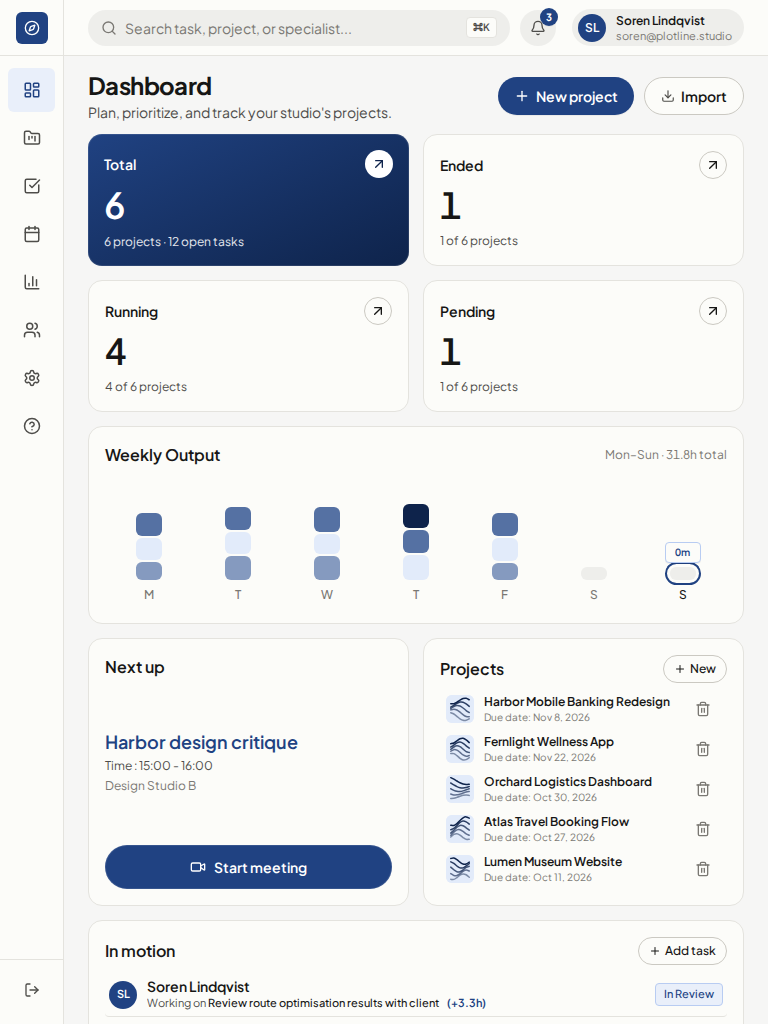 Search task, project, or specialist...
⌘K
3
SL
Soren Lindqvist
soren@plotline.studio
Dashboard
Plan, prioritize, and track your studio's projects.
New project
Import
Total
6
6 projects · 12 open tasks
Ended
1
1 of 6 projects
Running
4
4 of 6 projects
Pending
1
1 of 6 projects
Weekly Output
Mon–Sun · 31.8h total
0m
M T W T F S S
Next up
Harbor design critique
Time : 15:00 - 16:00
Design Studio B
Start meeting
Projects
New
Harbor Mobile Banking Redesign
Due date: Nov 8, 2026
Fernlight Wellness App
Due date: Nov 22, 2026
Orchard Logistics Dashboard
Due date: Oct 30, 2026
Atlas Travel Booking Flow
Due date: Oct 27, 2026
Lumen Museum Website
Due date: Oct 11, 2026
In motion
Add task
SL
Soren Lindqvist
Working on Review route optimisation results with client (+3.3h)
In Review